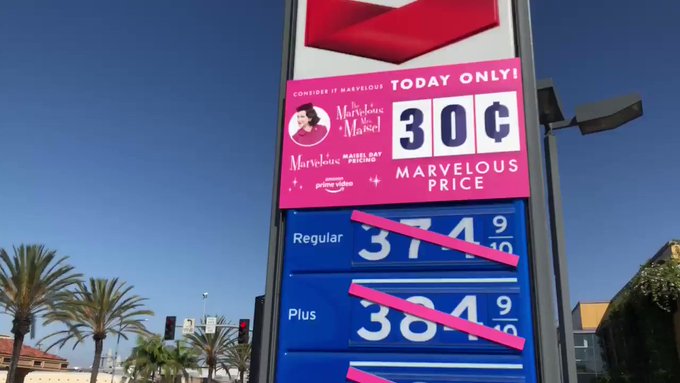 CONSIDER IT MARVELOUS
TODAY ONLY!
The
Marvelous
Mrs.
Maisel
30¢
Marvelous MAISEL DAY
PRICING
amazon
prime video
MARVELOUS
PRICE
Regular 374 9/10
Plus 384 9/10